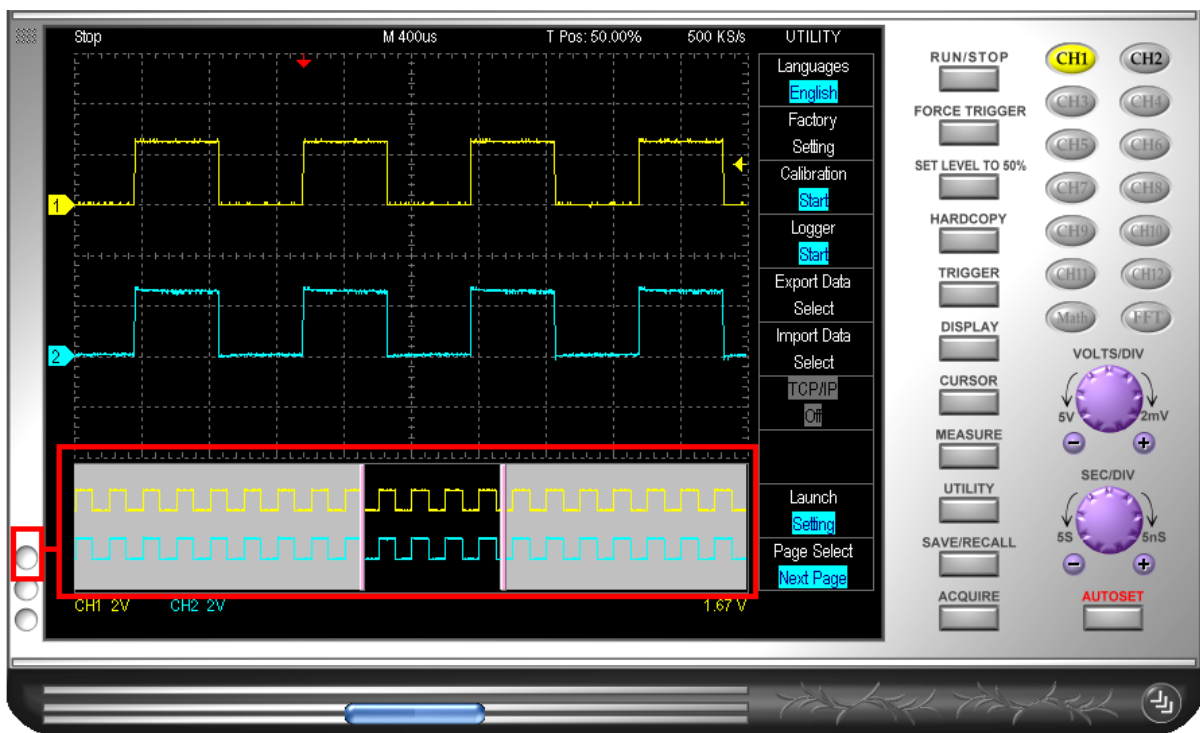 Stop M 400us T Pos: 50.00% 500 KS/s UTILITY
Languages
English
Factory
Setting
Calibration
Start
Logger
Start
Export Data
Select
Import Data
Select
TCP/IP
Off
Launch
Setting
Page Select
Next Page
1
2
CH1 2V CH2 2V 1.67 V
RUN/STOP
FORCE TRIGGER
SET LEVEL TO 50%
HARDCOPY
TRIGGER
DISPLAY
CURSOR
MEASURE
UTILITY
SAVE/RECALL
ACQUIRE
CH1 CH2
CH3 CH4
CH5 CH6
CH7 CH8
CH9 CH10
CH11 CH12
Math FFT
VOLTS/DIV
5V 2mV
SEC/DIV
5S 5nS
AUTOSET